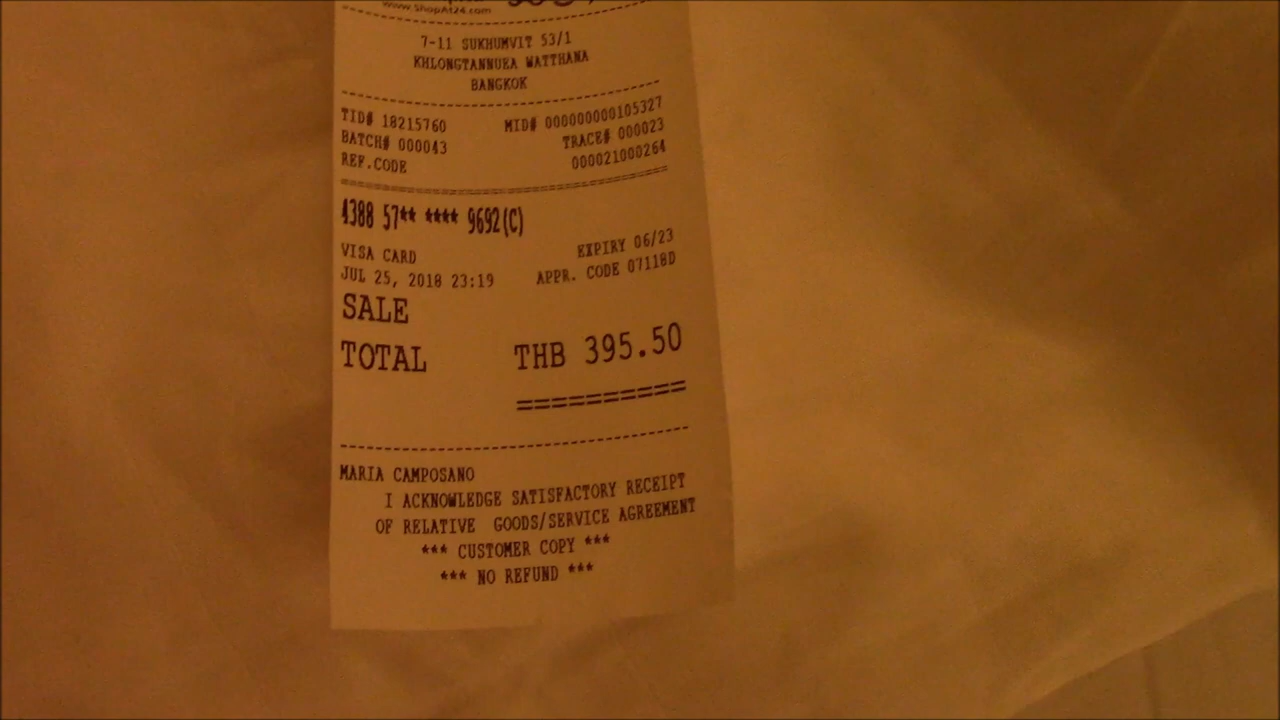 www.ShopAt24.com
7-11 SUKHUMVIT 53/1
KHLONGTANNUEA WATTHANA
BANGKOK
TID# 18215760 MID# 000000000105327
BATCH# 000043 TRACE# 000023
REF.CODE 000021000264
4388 57** **** 9692(C)
VISA CARD EXPIRY 06/23
JUL 25, 2018 23:19 APPR. CODE 07118D
SALE
TOTAL THB 395.50
==========
MARIA CAMPOSANO
I ACKNOWLEDGE SATISFACTORY RECEIPT
OF RELATIVE GOODS/SERVICE AGREEMENT
*** CUSTOMER COPY ***
*** NO REFUND ***